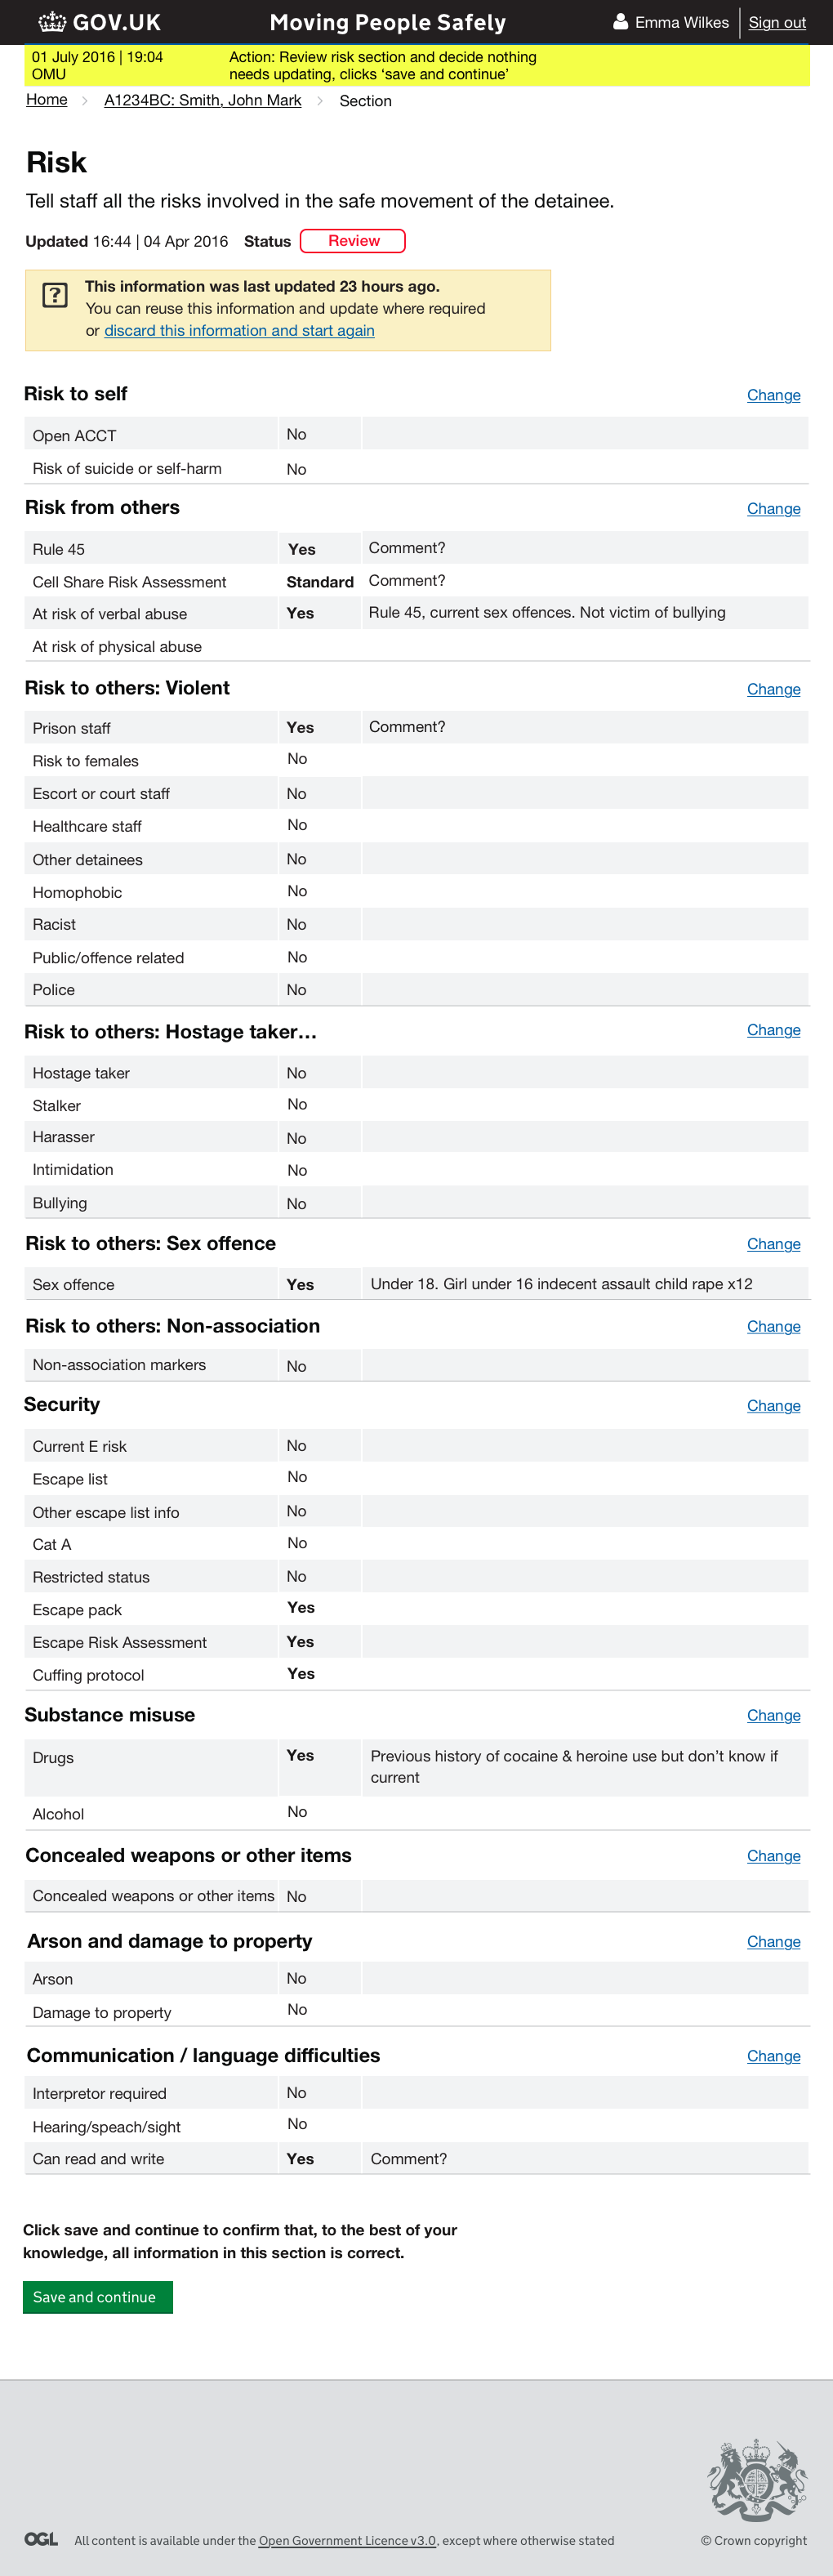 GOV.UK Moving People Safely Emma Wilkes Sign out
01 July 2016 | 19:04 Action: Review risk section and decide nothing
OMU needs updating, clicks ‘save and continue’
Home A1234BC: Smith, John Mark Section
Risk
Tell staff all the risks involved in the safe movement of the detainee.
Updated 16:44 | 04 Apr 2016 Status Review
This information was last updated 23 hours ago.
You can reuse this information and update where required
or discard this information and start again
Risk to self Change
Open ACCT No
Risk of suicide or self-harm No
Risk from others Change
Rule 45 Yes Comment?
Cell Share Risk Assessment Standard Comment?
At risk of verbal abuse Yes Rule 45, current sex offences. Not victim of bullying
At risk of physical abuse
Risk to others: Violent Change
Prison staff Yes Comment?
Risk to females No
Escort or court staff No
Healthcare staff No
Other detainees No
Homophobic No
Racist No
Public/offence related No
Police No
Risk to others: Hostage taker... Change
Hostage taker No
Stalker No
Harasser No
Intimidation No
Bullying No
Risk to others: Sex offence Change
Sex offence Yes Under 18. Girl under 16 indecent assault child rape x12
Risk to others: Non-association Change
Non-association markers No
Security Change
Current E risk No
Escape list No
Other escape list info No
Cat A No
Restricted status No
Escape pack Yes
Escape Risk Assessment Yes
Cuffing protocol Yes
Substance misuse Change
Drugs Yes Previous history of cocaine & heroine use but don’t know if
current
Alcohol No
Concealed weapons or other items Change
Concealed weapons or other items No
Arson and damage to property Change
Arson No
Damage to property No
Communication / language difficulties Change
Interpretor required No
Hearing/speach/sight No
Can read and write Yes Comment?
Click save and continue to confirm that, to the best of your
knowledge, all information in this section is correct.
Save and continue
OGL All content is available under the Open Government Licence v3.0, except where otherwise stated © Crown copyright